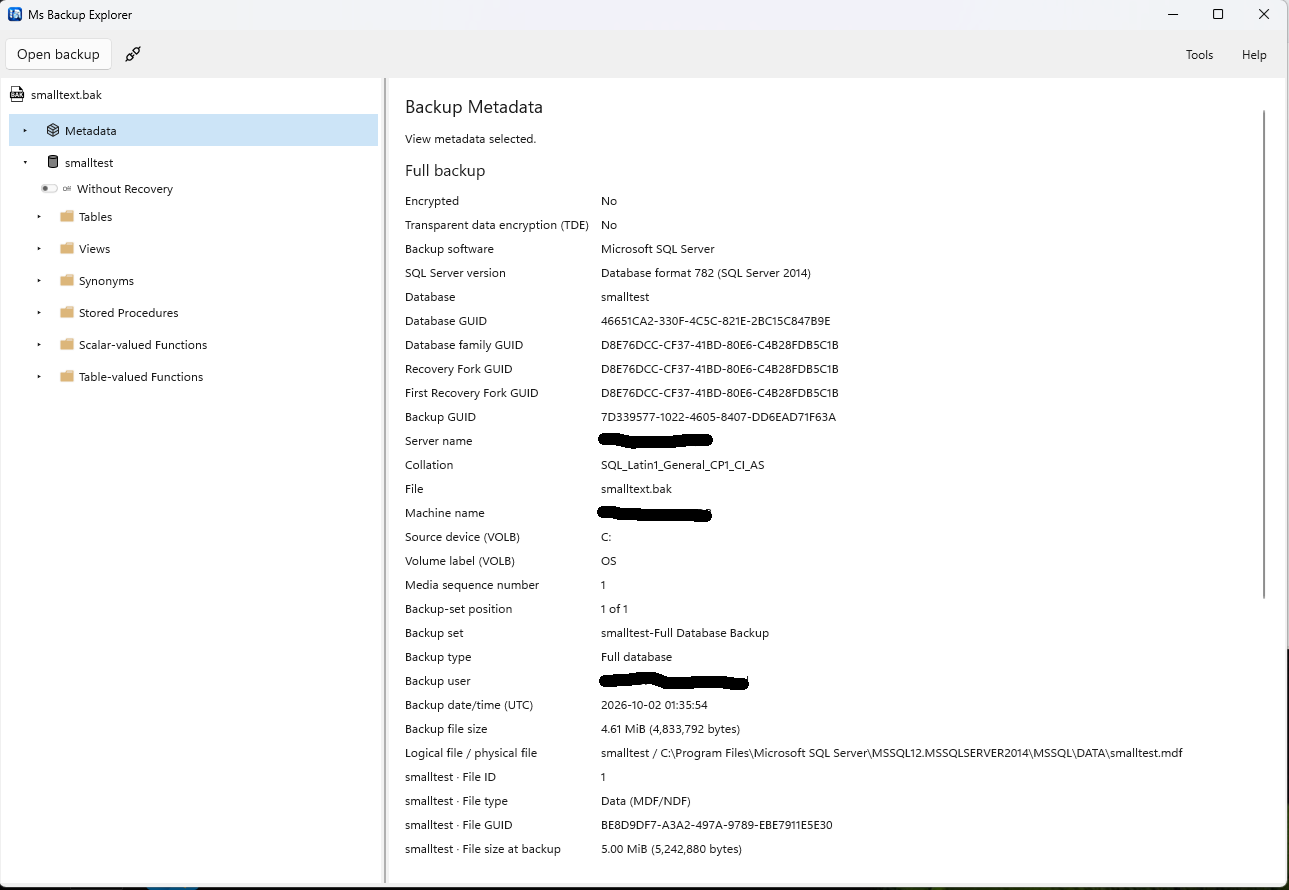 Ms Backup Explorer
Open backup
Tools Help
smalltext.bak
Metadata
smalltest
Off Without Recovery
Tables
Views
Synonyms
Stored Procedures
Scalar-valued Functions
Table-valued Functions
Backup Metadata
View metadata selected.
Full backup
Encrypted No
Transparent data encryption (TDE) No
Backup software Microsoft SQL Server
SQL Server version Database format 782 (SQL Server 2014)
Database smalltest
Database GUID 46651CA2-330F-4C5C-821E-2BC15C847B9E
Database family GUID D8E76DCC-CF37-41BD-80E6-C4B28FDB5C1B
Recovery Fork GUID D8E76DCC-CF37-41BD-80E6-C4B28FDB5C1B
First Recovery Fork GUID D8E76DCC-CF37-41BD-80E6-C4B28FDB5C1B
Backup GUID 7D339577-1022-4605-8407-DD6EAD71F63A
Server name
Collation SQL_Latin1_General_CP1_CI_AS
File smalltext.bak
Machine name
Source device (VOLB) C:
Volume label (VOLB) OS
Media sequence number 1
Backup-set position 1 of 1
Backup set smalltest-Full Database Backup
Backup type Full database
Backup user
Backup date/time (UTC) 2026-10-02 01:35:54
Backup file size 4.61 MiB (4,833,792 bytes)
Logical file / physical file smalltest / C:\Program Files\Microsoft SQL Server\MSSQL12.MSSQLSERVER2014\MSSQL\DATA\smalltest.mdf
smalltest · File ID 1
smalltest · File type Data (MDF/NDF)
smalltest · File GUID BE8D9DF7-A3A2-497A-9789-EBE7911E5E30
smalltest · File size at backup 5.00 MiB (5,242,880 bytes)